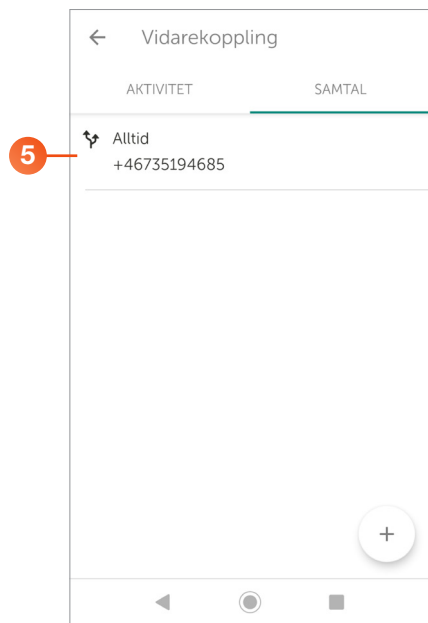 Vidarekoppling
AKTIVITET
SAMTAL
Alltid
5
+46735194685